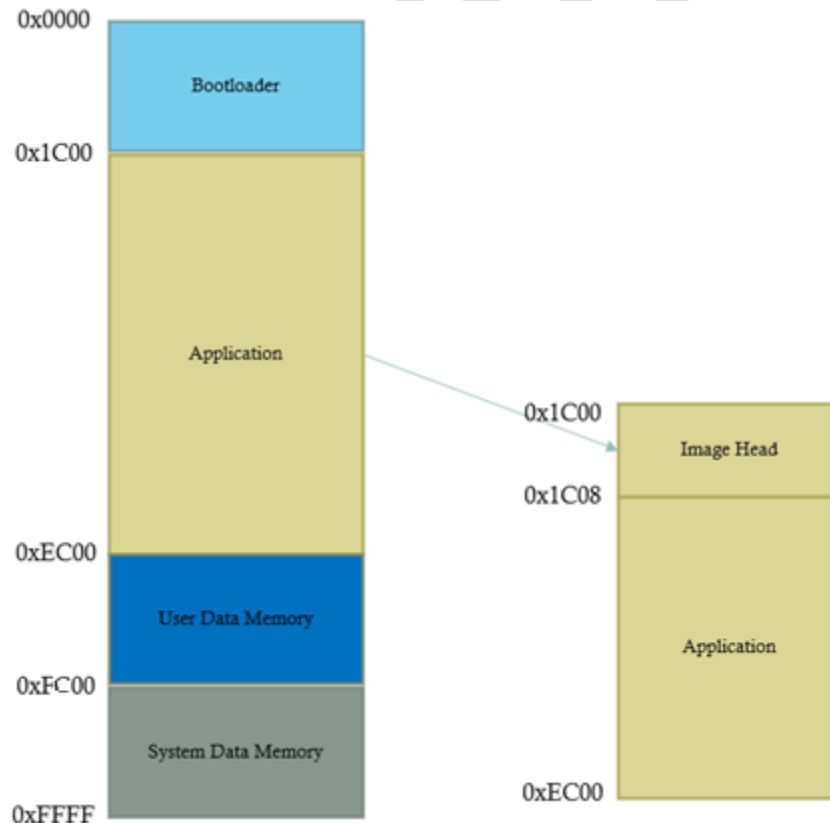 0x0000
Bootloader
0x1C00
Application
0xEC00
User Data Memory
0xFC00
System Data Memory
0xFFFF
0x1C00
Image Head
0x1C08
Application
0xEC00